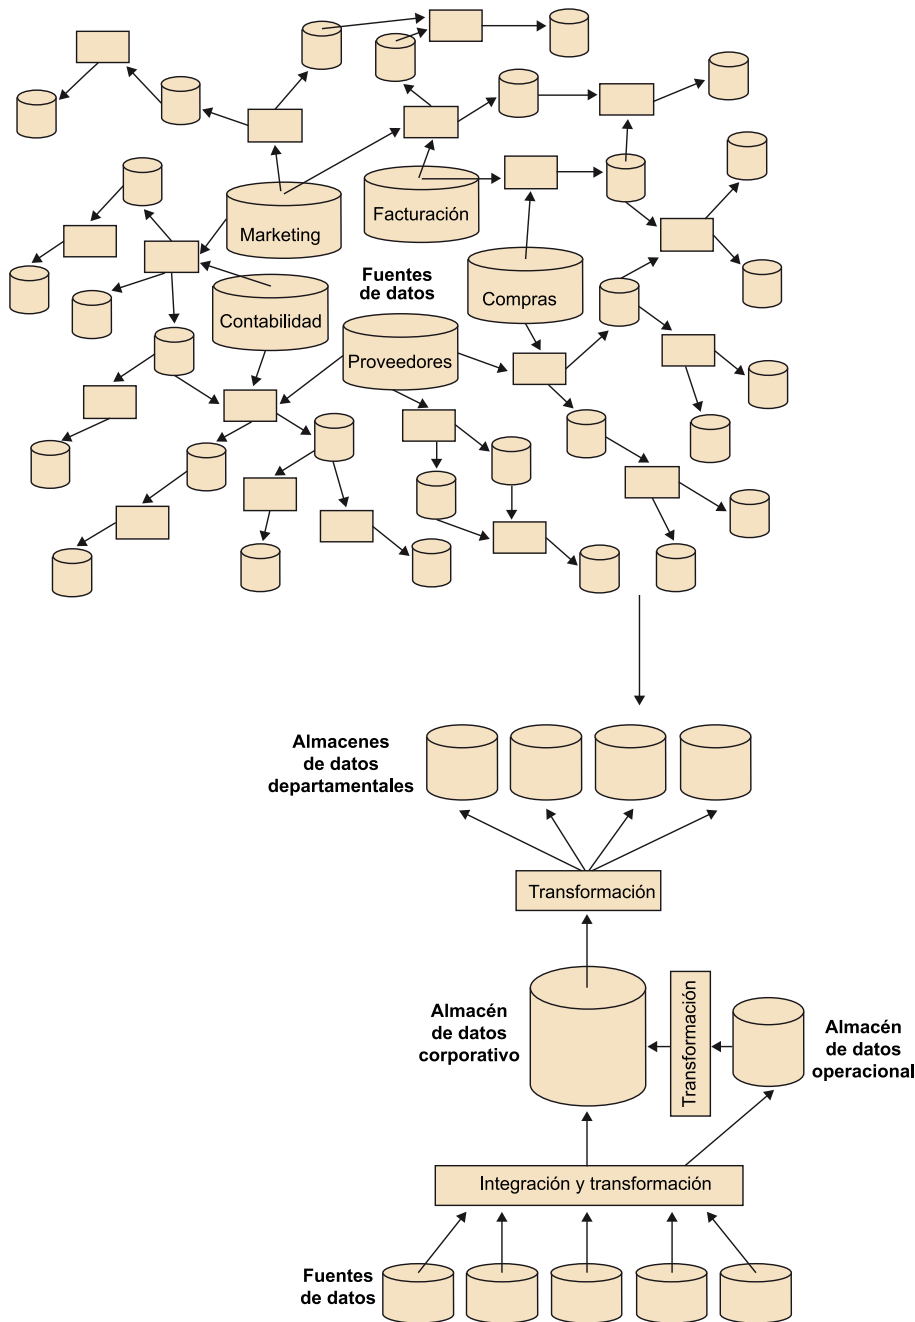 Marketing
Facturación
Fuentes
de datos
Compras
Contabilidad
Proveedores
Almacenes
de datos
departamentales
Transformación
Almacén
de datos
corporativo
Transformación
Almacén
de datos
operacional
Integración y transformación
Fuentes
de datos